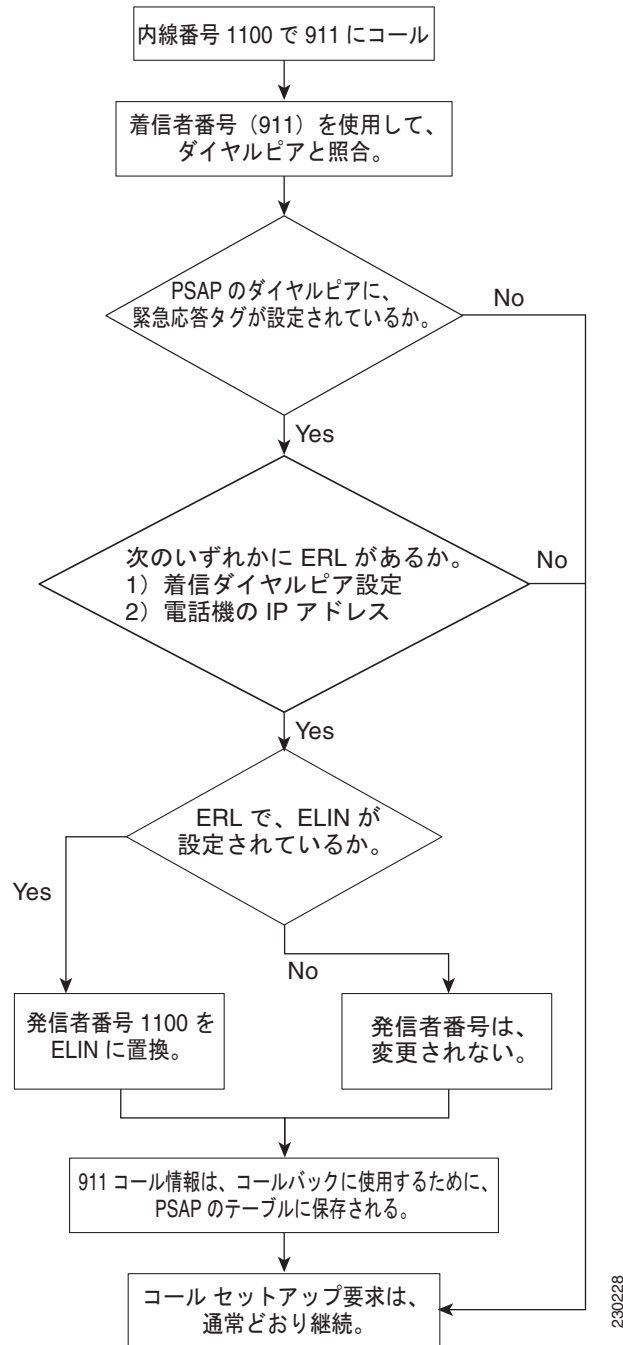 内線番号 1100 で 911 にコール
着信者番号（911）を使用して、
ダイヤルピアと照合。
PSAP のダイヤルピアに、
緊急応答タグが設定されているか。
No
Yes
次のいずれかに ERL があるか。
1）着信ダイヤルピア設定
2）電話機の IP アドレス
No
Yes
ERL で、ELIN が
設定されているか。
Yes
No
発信者番号 1100 を
ELIN に置換。
発信者番号は、
変更されない。
911 コール情報は、コールバックに使用するために、
PSAP のテーブルに保存される。
コール セットアップ要求は、
通常どおり継続。
230228